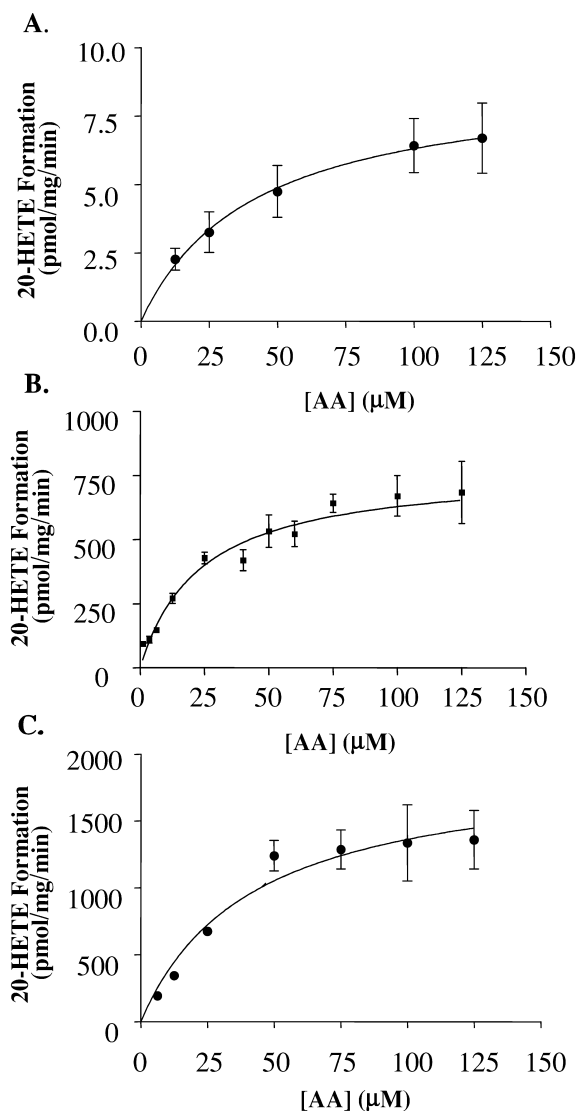 A.
10.0
7.5
5.0
2.5
0.0
20-HETE Formation
(pmol/mg/min)
0 25 50 75 100 125 150
[AA] (μM)
B.
1000
750
500
250
0
20-HETE Formation
(pmol/mg/min)
0 25 50 75 100 125 150
[AA] (μM)
C.
2000
1500
1000
500
0
20-HETE Formation
(pmol/mg/min)
0 25 50 75 100 125 150
[AA] (μM)